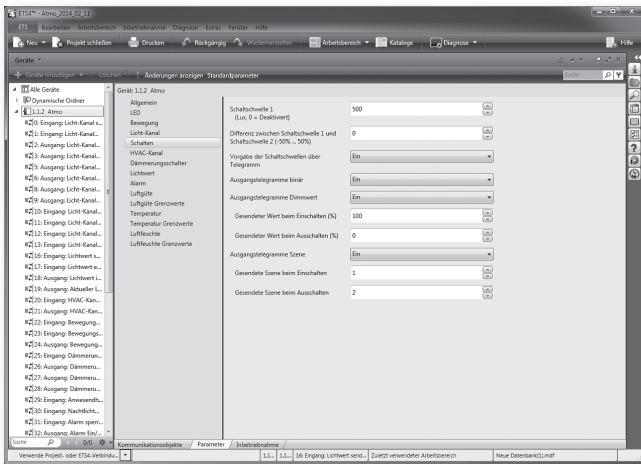 ETS4™ - Atmo_2014_02_11
ETS Bearbeiten Arbeitsbereich Inbetriebnahme Diagnose Extras Fenster Hilfe
Neu Projekt schließen Drucken Rückgängig Wiederherstellen Arbeitsbereich Kataloge Diagnose Hilfe
Geräte
Geräte hinzufügen Löschen Änderungen anzeigen Standardparameter Suche
Alle Geräte
Dynamische Ordner
1.1.2 Atmo
0: Eingang: Licht-Kanal s...
1: Eingang: Licht-Kanal...
2: Ausgang: Licht-Kanal...
3: Ausgang: Licht-Kanal...
5: Ausgang: Licht-Kanal...
6: Ausgang: Licht-Kanal...
8: Ausgang: Licht-Kanal...
9: Ausgang: Licht-Kanal...
10: Eingang: Licht-Kanal...
11: Eingang: Licht-Kanal...
12: Eingang: Licht-Kanal...
13: Eingang: Licht-Kanal...
16: Eingang: Lichtwert s...
17: Eingang: Lichtwert e...
18: Ausgang: Lichtwert i...
19: Ausgang: Aktueller L...
20: Eingang: HVAC-Kan...
21: Ausgang: HVAC-Kan...
22: Eingang: Bewegung...
23: Eingang: Bewegungs...
24: Ausgang: Bewegung...
25: Eingang: Dämmerun...
26: Ausgang: Dämmeru...
27: Ausgang: Dämmeru...
28: Ausgang: Dämmeru...
29: Eingang: Anwesendh...
30: Eingang: Nachtlicht...
31: Eingang: Alarm sperr...
32: Ausgang: Alarm Ein/...
Suche 0/0
Gerät: 1.1.2 Atmo
Allgemein
LED
Bewegung
Licht-Kanal
Schalten
HVAC-Kanal
Dämmerungsschalter
Lichtwert
Alarm
Luftgüte
Luftgüte Grenzwerte
Temperatur
Temperatur Grenzwerte
Luftfeuchte
Luftfeuchte Grenzwerte
Schaltschwelle 1 500
(Lux, 0 = Deaktiviert)
Differenz zwischen Schaltschwelle 1 und 0
Schaltschwelle 2 (-50% ... 50%)
Vorgabe der Schaltschwellen über Ein
Telegramm
Ausgangstelegramme binär Ein
Ausgangstelegramme Dimmwert Ein
Gesendeter Wert beim Einschalten (%) 100
Gesendeter Wert beim Ausschalten (%) 0
Ausgangstelegramme Szene Ein
Gesendete Szene beim Einschalten 1
Gesendete Szene beim Ausschalten 2
Kommunikationsobjekte Parameter Inbetriebnahme
Verwende Projekt- oder ETS4-Verbindu... 1.1... 1.1... 16: Eingang: Lichtwert send... Zuletzt verwendeter Arbeitsbereich Neue Datenbank(1).mdf